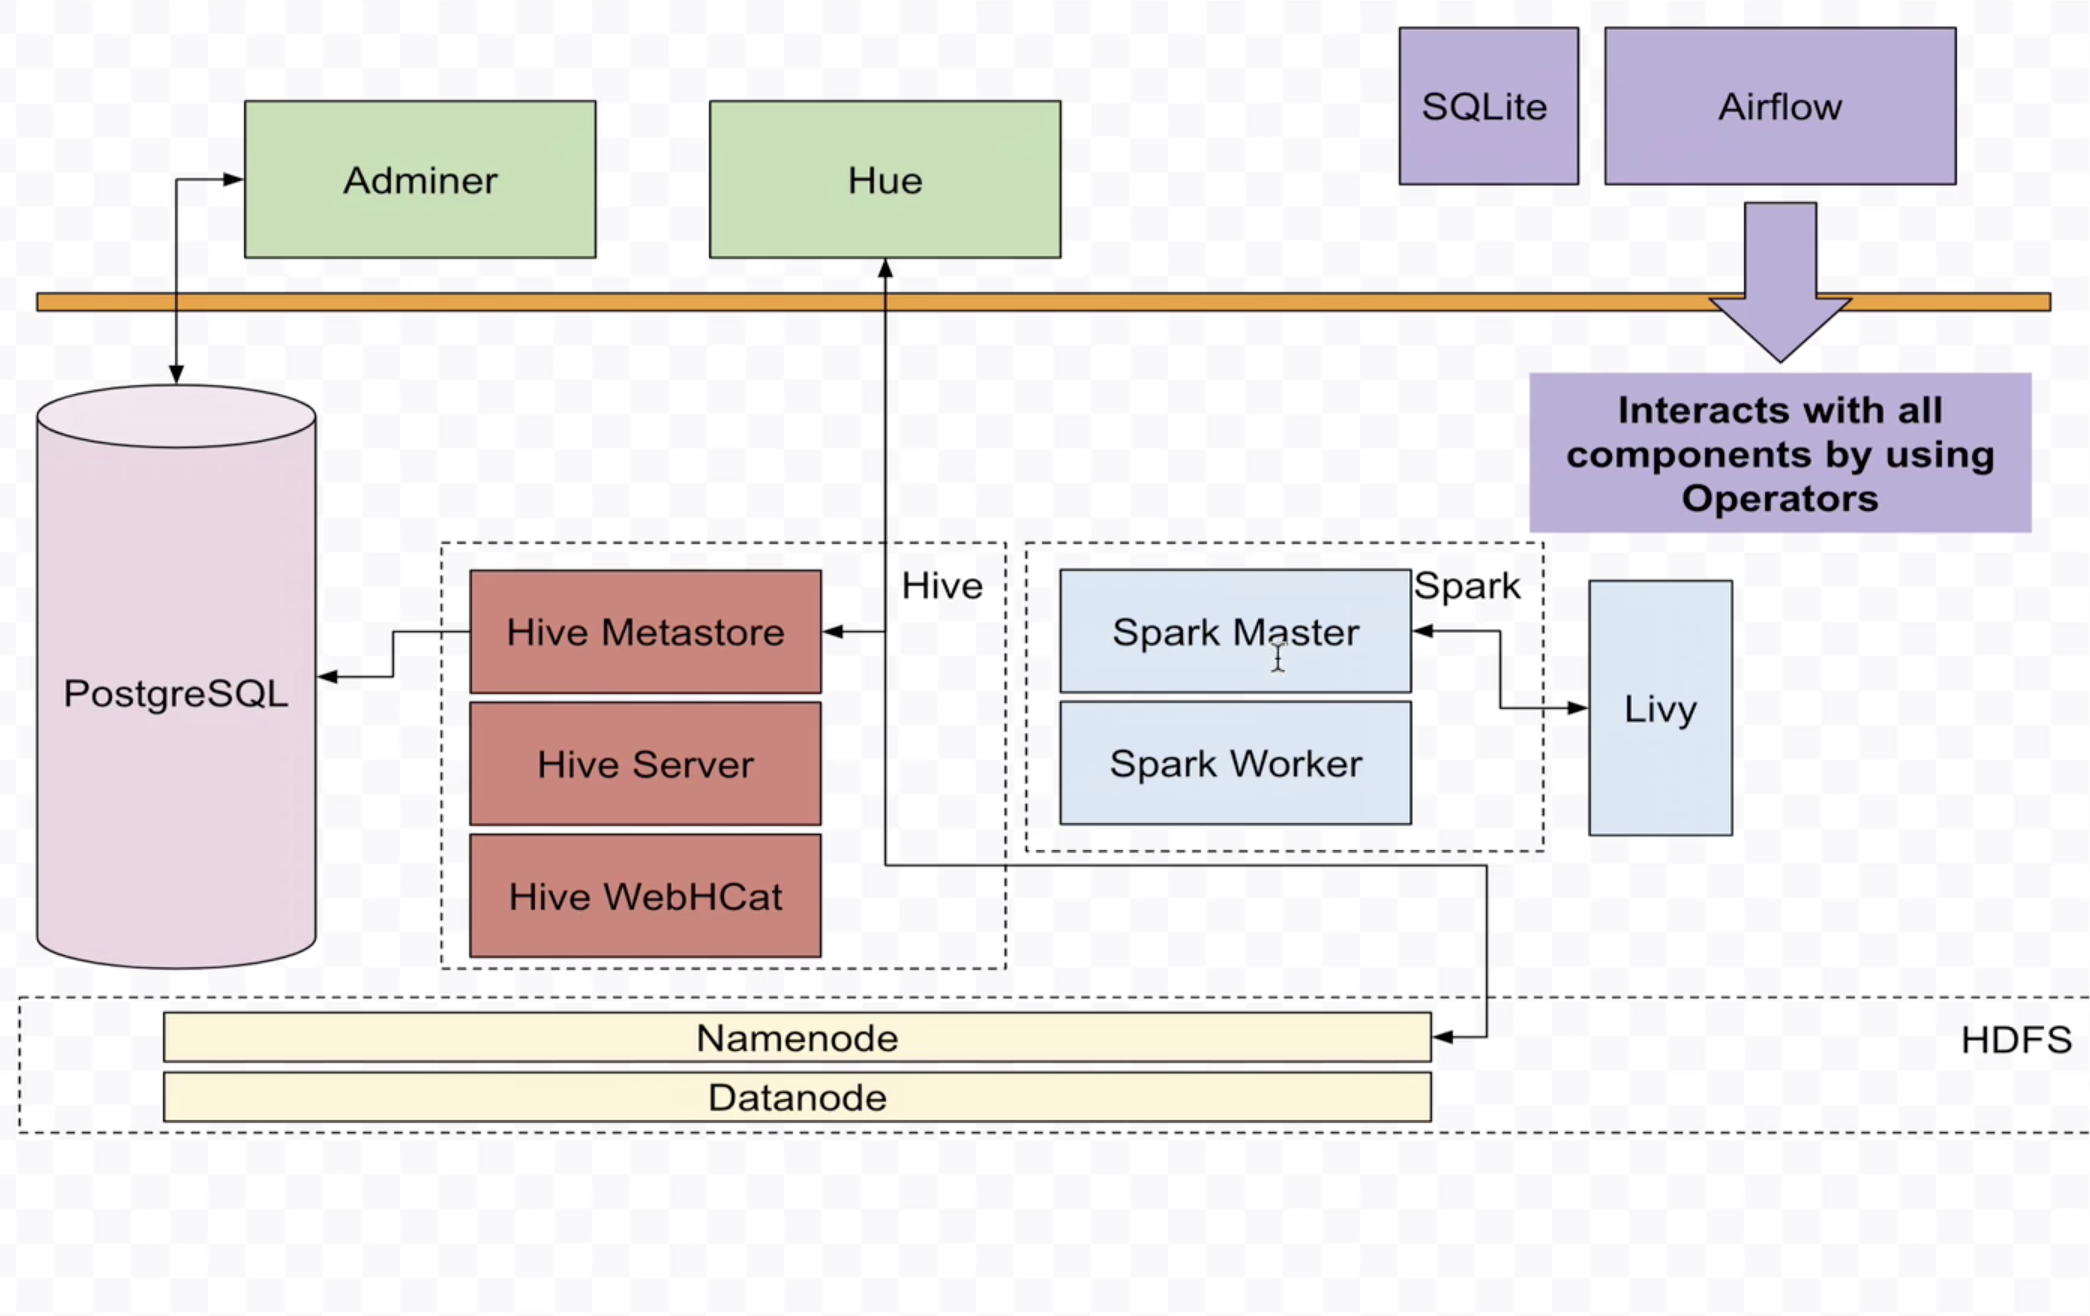 SQLite
Airflow
Adminer
Hue
Interacts with all
components by using
Operators
Hive
Spark
Hive Metastore
Spark Master
PostgreSQL
Livy
Hive Server
Spark Worker
Hive WebHCat
Namenode
HDFS
Datanode